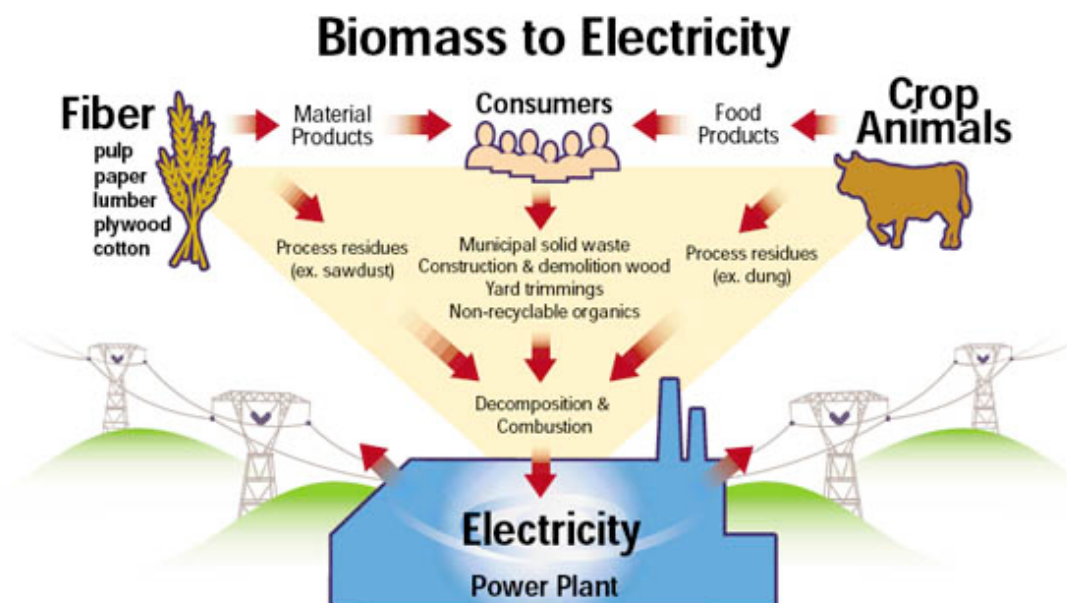 Biomass to Electricity
Fiber
pulp
paper
lumber
plywood
cotton
Material
Products
Consumers
Food
Products
Crop
Animals
Process residues
(ex. sawdust)
Municipal solid waste
Construction & demolition wood
Yard trimmings
Non-recyclable organics
Process residues
(ex. dung)
Decomposition &
Combustion
Electricity
Power Plant